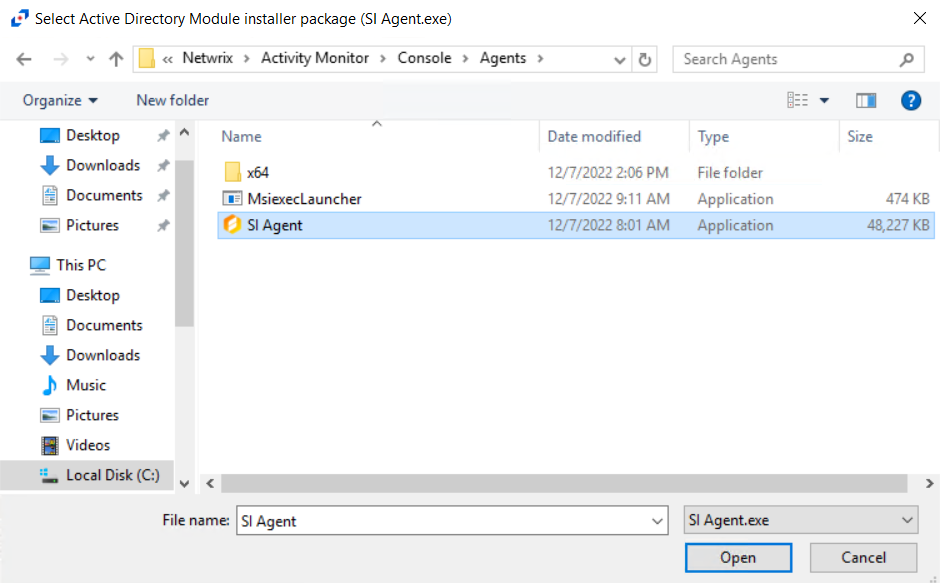 Select Active Directory Module installer package (SI Agent.exe)
« Netwrix > Activity Monitor > Console > Agents >
Search Agents
Organize
New folder
Desktop
Downloads
Documents
Pictures
This PC
Desktop
Documents
Downloads
Music
Pictures
Videos
Local Disk (C:)
Name Date modified Type Size
x64 12/7/2022 2:06 PM File folder
MsiexecLauncher 12/7/2022 9:11 AM Application 474 KB
SI Agent 12/7/2022 8:01 AM Application 48,227 KB
File name: SI Agent
SI Agent.exe
Open
Cancel